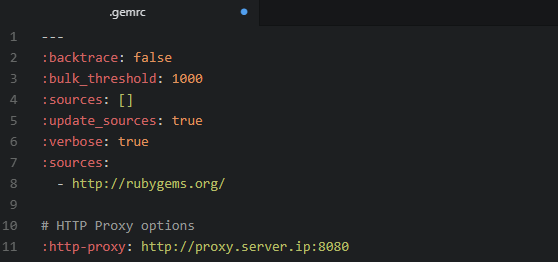 .gemrc
1 ---
2 :backtrace: false
3 :bulk_threshold: 1000
4 :sources: []
5 :update_sources: true
6 :verbose: true
7 :sources:
8   - http://rubygems.org/
9
10 # HTTP Proxy options
11 :http-proxy: http://proxy.server.ip:8080